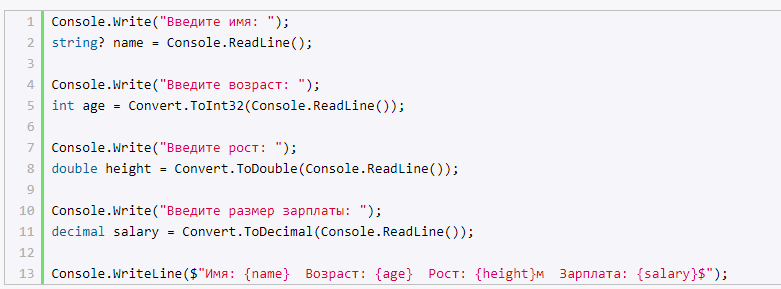 1 Console.Write("Введите имя: ");
2 string? name = Console.ReadLine();
3
4 Console.Write("Введите возраст: ");
5 int age = Convert.ToInt32(Console.ReadLine());
6
7 Console.Write("Введите рост: ");
8 double height = Convert.ToDouble(Console.ReadLine());
9
10 Console.Write("Введите размер зарплаты: ");
11 decimal salary = Convert.ToDecimal(Console.ReadLine());
12
13 Console.WriteLine($"Имя: {name}  Возраст: {age}  Рост: {height}м  Зарплата: {salary}$");